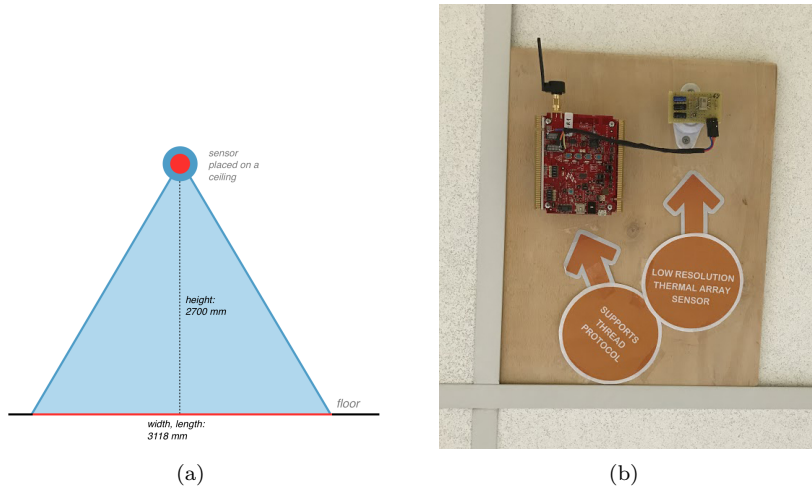 sensor
placed on a
ceiling
height:
2700 mm
floor
width, length:
3118 mm
(a)
LOW RESOLUTION
THERMAL ARRAY
SENSOR
SUPPORTS
THREAD
PROTOCOL
(b)